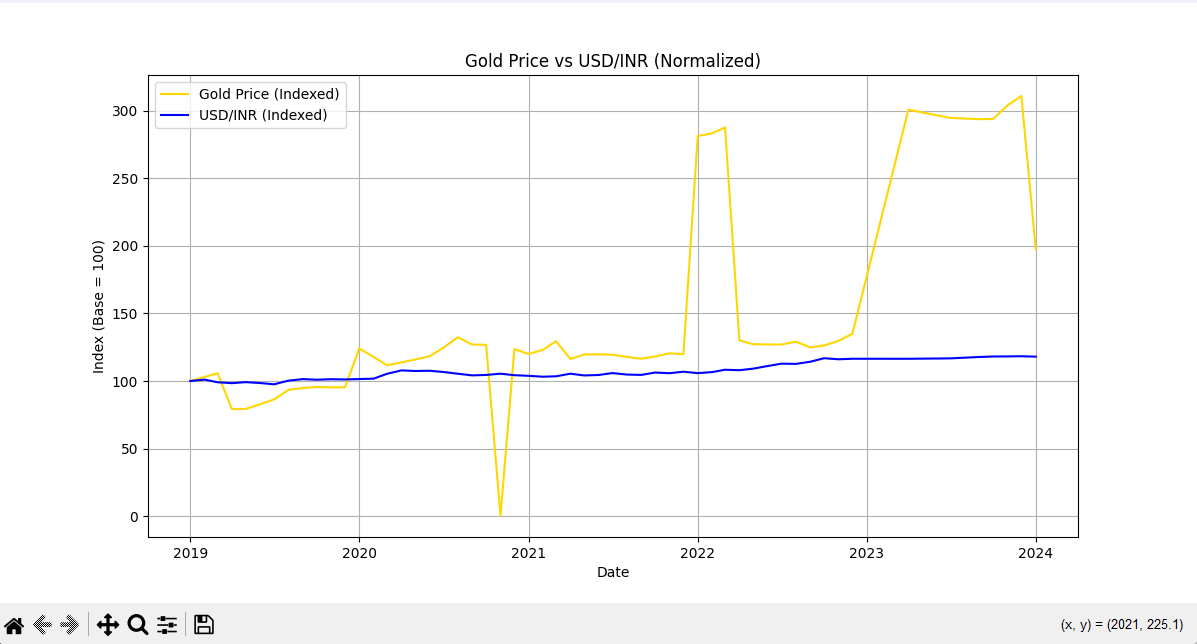 Gold Price vs USD/INR (Normalized)
Gold Price (Indexed)
USD/INR (Indexed)
300
250
200
150
100
50
0
Index (Base = 100)
2019 2020 2021 2022 2023 2024
Date
(x, y) = (2021, 225.1)